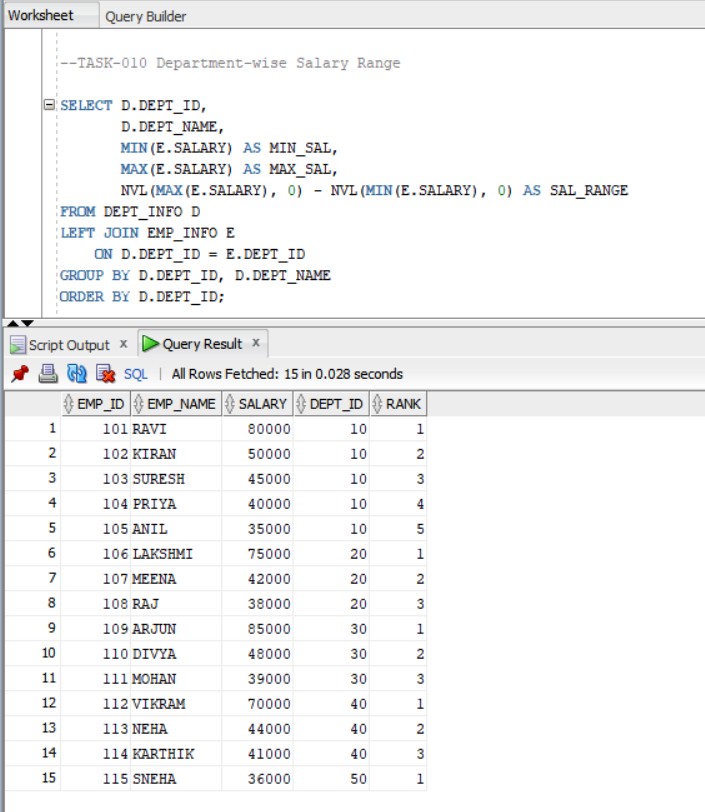 Worksheet Query Builder
--TASK-010 Department-wise Salary Range
SELECT D.DEPT_ID,
D.DEPT_NAME,
MIN(E.SALARY) AS MIN_SAL,
MAX(E.SALARY) AS MAX_SAL,
NVL(MAX(E.SALARY), 0) - NVL(MIN(E.SALARY), 0) AS SAL_RANGE
FROM DEPT_INFO D
LEFT JOIN EMP_INFO E
ON D.DEPT_ID = E.DEPT_ID
GROUP BY D.DEPT_ID, D.DEPT_NAME
ORDER BY D.DEPT_ID;
Script Output x Query Result x
SQL | All Rows Fetched: 15 in 0.028 seconds
EMP_ID EMP_NAME SALARY DEPT_ID RANK
1 101 RAVI 80000 10 1
2 102 KIRAN 50000 10 2
3 103 SURESH 45000 10 3
4 104 PRIYA 40000 10 4
5 105 ANIL 35000 10 5
6 106 LAKSHMI 75000 20 1
7 107 MEENA 42000 20 2
8 108 RAJ 38000 20 3
9 109 ARJUN 85000 30 1
10 110 DIVYA 48000 30 2
11 111 MOHAN 39000 30 3
12 112 VIKRAM 70000 40 1
13 113 NEHA 44000 40 2
14 114 KARTHIK 41000 40 3
15 115 SNEHA 36000 50 1